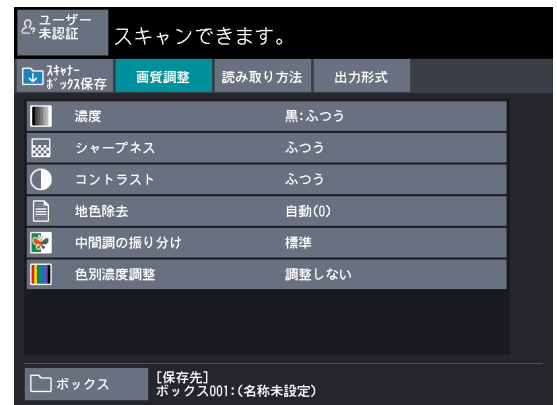 ユーザー
未認証
スキャンできます。
ｽｷｬﾅｰ
ﾎﾞｯｸｽ保存
画質調整
読み取り方法
出力形式
濃度 黒:ふつう
シャープネス ふつう
コントラスト ふつう
地色除去 自動(0)
中間調の振り分け 標準
色別濃度調整 調整しない
ボックス
[保存先]
ボックス001:(名称未設定)